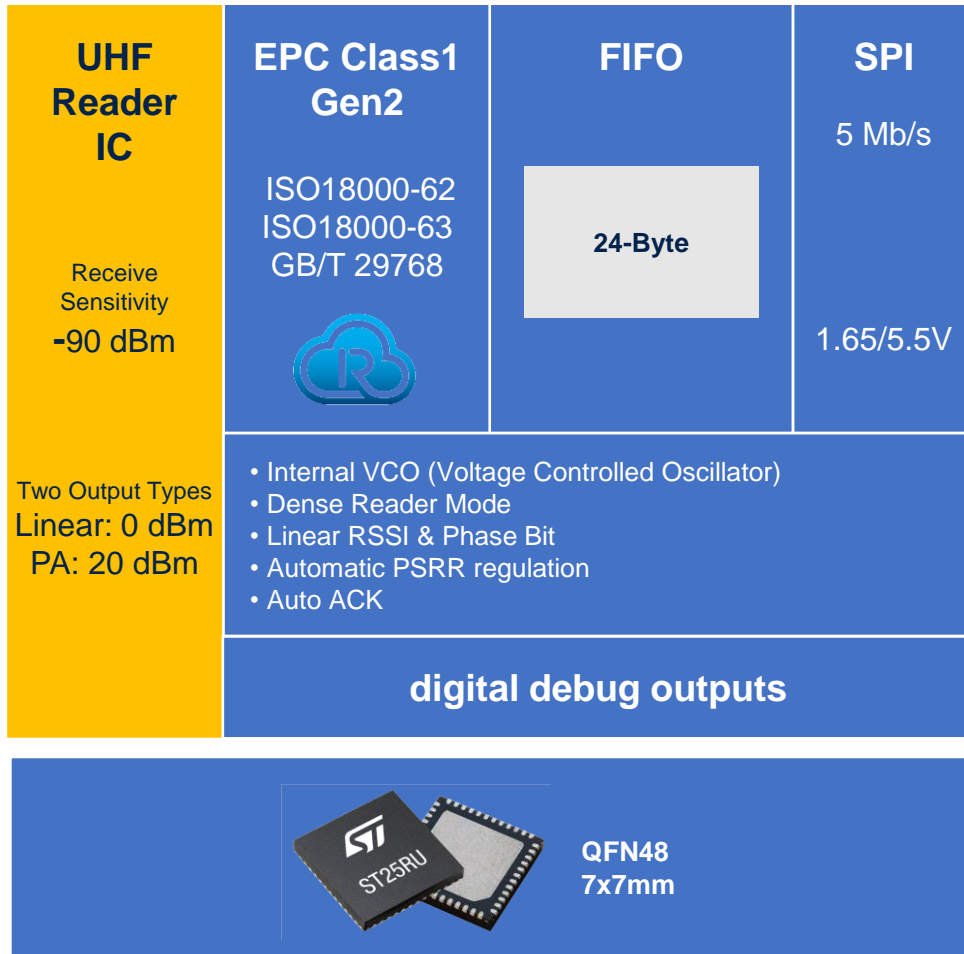 UHF
Reader
IC
Receive
Sensitivity
-90 dBm
Two Output Types
Linear: 0 dBm
PA: 20 dBm
EPC Class1
Gen2
ISO18000-62
ISO18000-63
GB/T 29768
R
FIFO
24-Byte
SPI
5 Mb/s
1.65/5.5V
• Internal VCO (Voltage Controlled Oscillator)
• Dense Reader Mode
• Linear RSSI & Phase Bit
• Automatic PSRR regulation
• Auto ACK
digital debug outputs
ST
ST25RU
QFN48
7x7mm